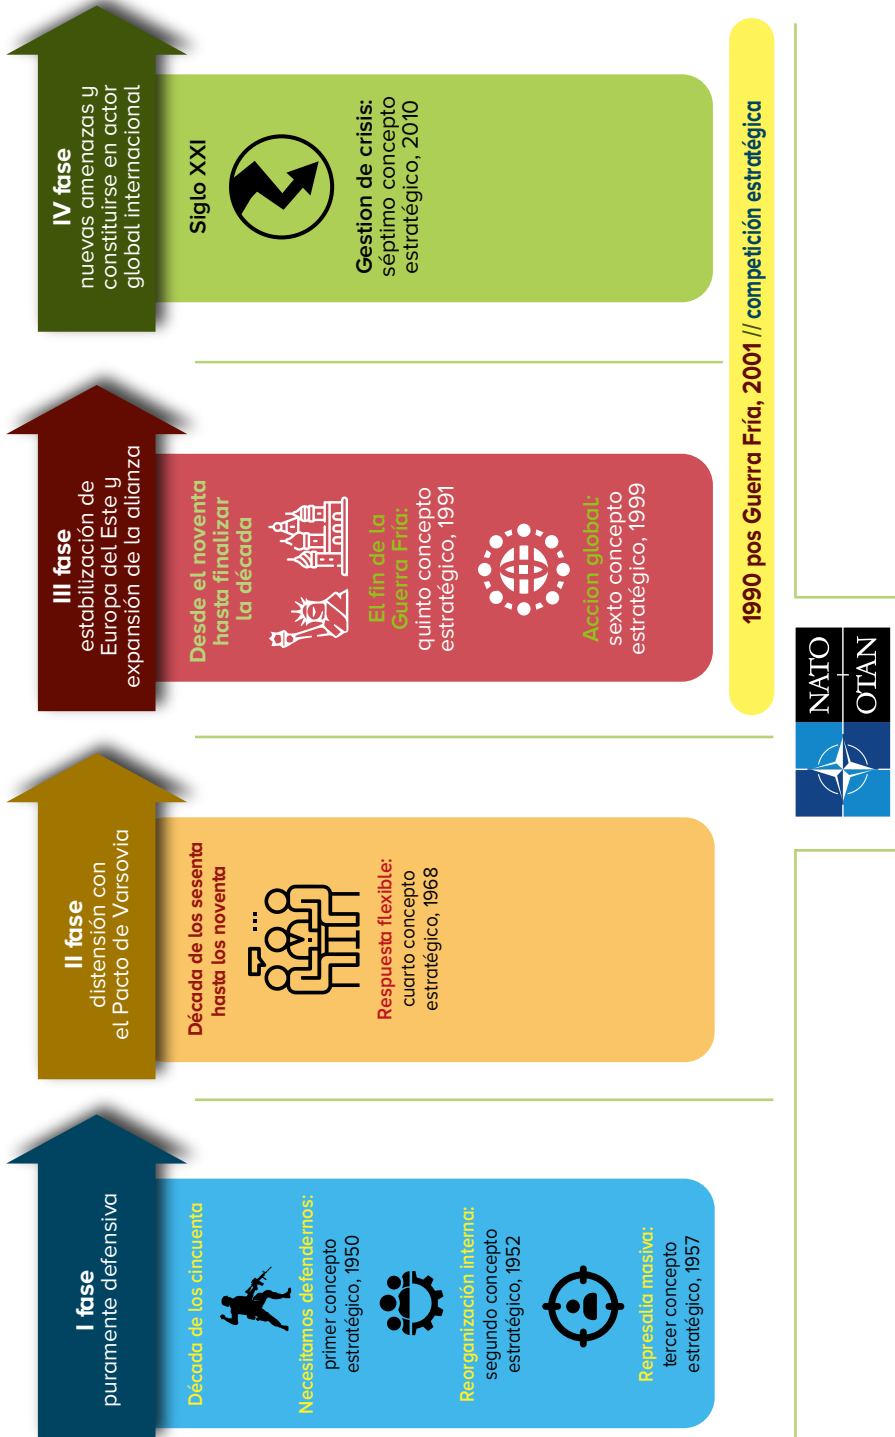 I fase
puramente defensiva
Década de los cincuenta
Necesitamos defendernos:
primer concepto
estratégico, 1950
Reorganización interna:
segundo concepto
estratégico, 1952
Represalia masiva:
tercer concepto
estratégico, 1957
II fase
distensión con
el Pacto de Varsovia
Década de los sesenta
hasta los noventa
Respuesta flexible:
cuarto concepto
estratégico, 1968
III fase
estabilización de
Europa del Este y
expansión de la alianza
Desde el noventa
hasta finalizar
la década
El fin de la
Guerra Fría:
quinto concepto
estratégico, 1991
Accion global:
sexto concepto
estratégico, 1999
IV fase
nuevas amenazas y
constituirse en actor
global internacional
Siglo XXI
Gestion de crisis:
séptimo concepto
estratégico, 2010
1990 pos Guerra Fría, 2001 // competición estratégica
NATO
OTAN